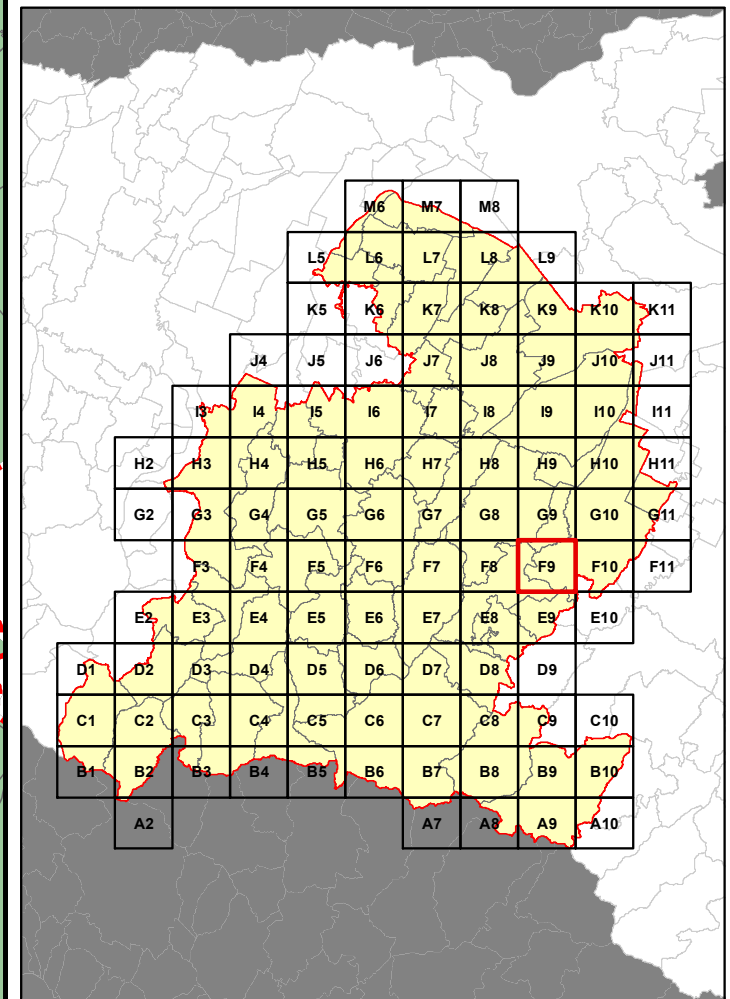 M6 M7 M8
L5 L6 L7 L8 L9
K5 K6 K7 K8 K9 K10 K11
J4 J5 J6 J7 J8 J9 J10 J11
I3 I4 I5 I6 I7 I8 I9 I10 I11
H2 H3 H4 H5 H6 H7 H8 H9 H10 H11
G2 G3 G4 G5 G6 G7 G8 G9 G10 G11
F3 F4 F5 F6 F7 F8 F9 F10 F11
E2 E3 E4 E5 E6 E7 E8 E9 E10
D1 D2 D3 D4 D5 D6 D7 D8 D9
C1 C2 C3 C4 C5 C6 C7 C8 C9 C10
B1 B2 B3 B4 B5 B6 B7 B8 B9 B10
A2 A7 A8 A9 A10